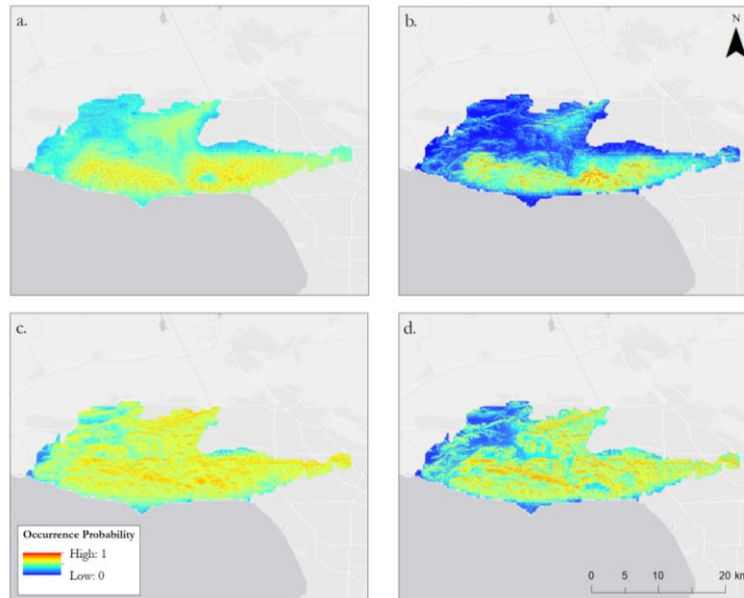 a.
b.
N
c.
d.
Occurrence Probability
High: 1
Low: 0
0 5 10 20 km